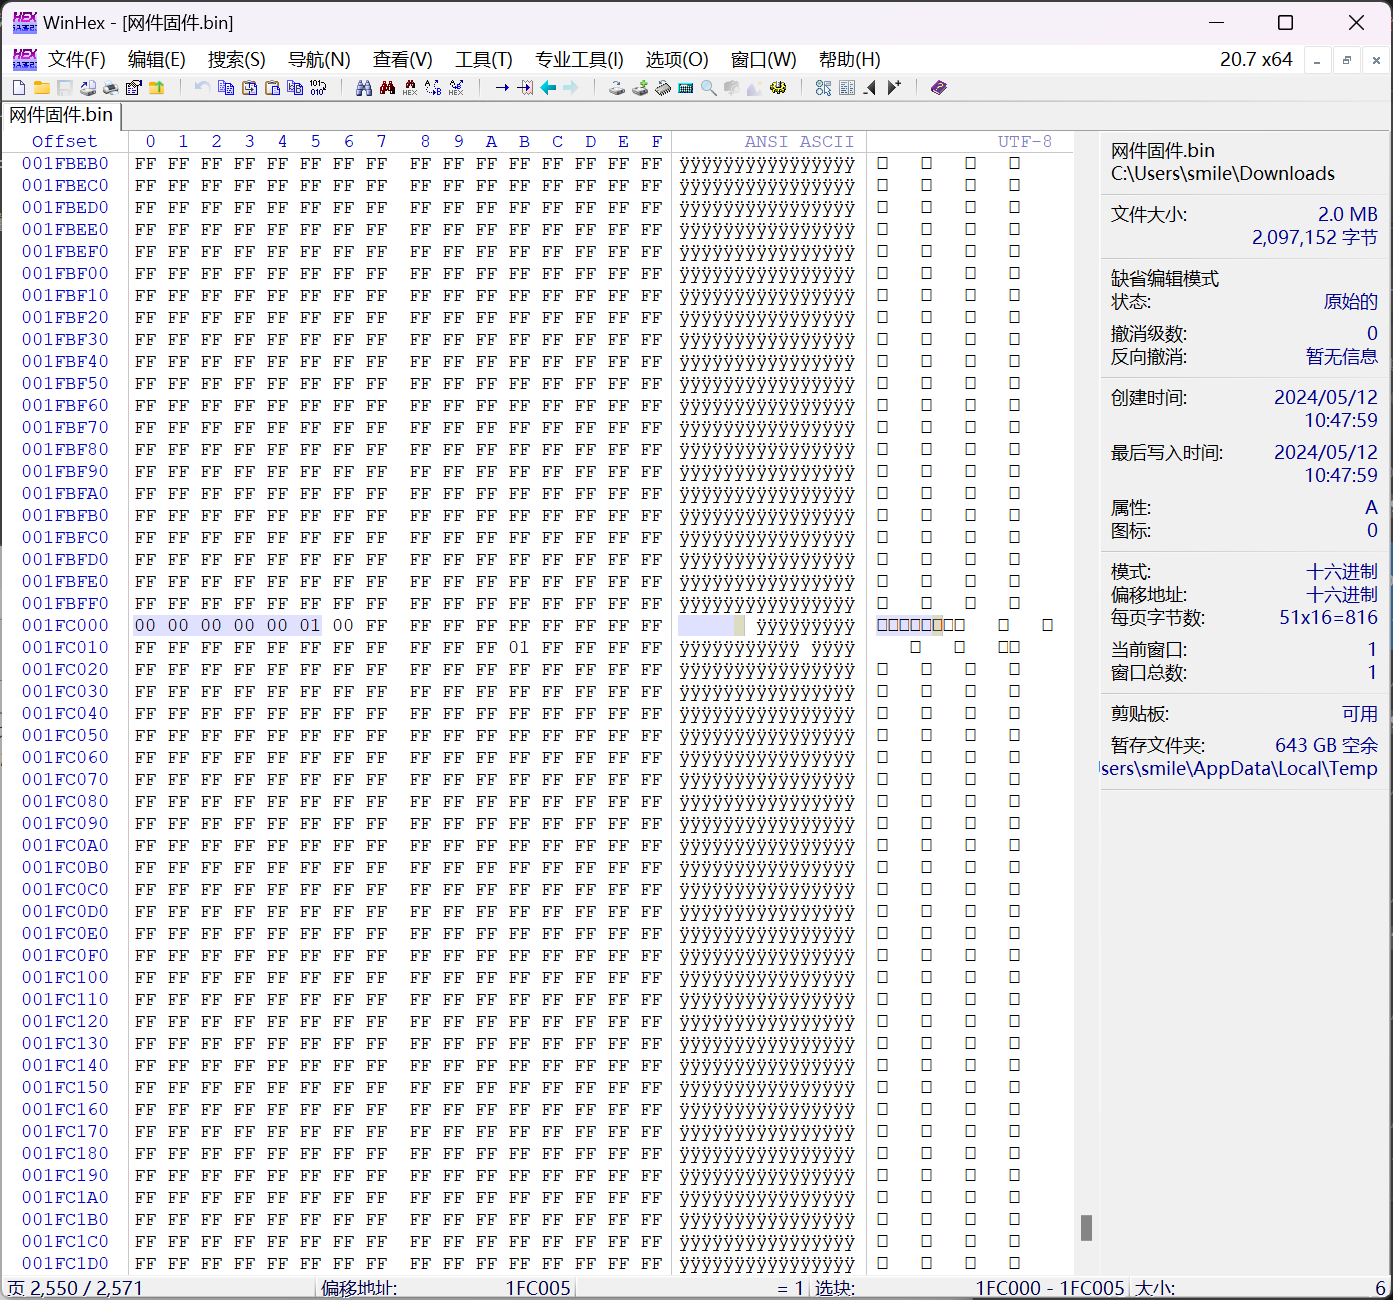 WinHex - [网件固件.bin]
文件(F) 编辑(E) 搜索(S) 导航(N) 查看(V) 工具(T) 专业工具(I) 选项(O) 窗口(W) 帮助(H) 20.7 x64
网件固件.bin
Offset 0 1 2 3 4 5 6 7 8 9 A B C D E F ANSI ASCII UTF-8
001FBEB0 FF FF FF FF FF FF FF FF FF FF FF FF FF FF FF FF ÿÿÿÿÿÿÿÿÿÿÿÿÿÿÿÿ
001FBEC0 FF FF FF FF FF FF FF FF FF FF FF FF FF FF FF FF ÿÿÿÿÿÿÿÿÿÿÿÿÿÿÿÿ
001FBED0 FF FF FF FF FF FF FF FF FF FF FF FF FF FF FF FF ÿÿÿÿÿÿÿÿÿÿÿÿÿÿÿÿ
001FBEE0 FF FF FF FF FF FF FF FF FF FF FF FF FF FF FF FF ÿÿÿÿÿÿÿÿÿÿÿÿÿÿÿÿ
001FBEF0 FF FF FF FF FF FF FF FF FF FF FF FF FF FF FF FF ÿÿÿÿÿÿÿÿÿÿÿÿÿÿÿÿ
001FBF00 FF FF FF FF FF FF FF FF FF FF FF FF FF FF FF FF ÿÿÿÿÿÿÿÿÿÿÿÿÿÿÿÿ
001FBF10 FF FF FF FF FF FF FF FF FF FF FF FF FF FF FF FF ÿÿÿÿÿÿÿÿÿÿÿÿÿÿÿÿ
001FBF20 FF FF FF FF FF FF FF FF FF FF FF FF FF FF FF FF ÿÿÿÿÿÿÿÿÿÿÿÿÿÿÿÿ
001FBF30 FF FF FF FF FF FF FF FF FF FF FF FF FF FF FF FF ÿÿÿÿÿÿÿÿÿÿÿÿÿÿÿÿ
001FBF40 FF FF FF FF FF FF FF FF FF FF FF FF FF FF FF FF ÿÿÿÿÿÿÿÿÿÿÿÿÿÿÿÿ
001FBF50 FF FF FF FF FF FF FF FF FF FF FF FF FF FF FF FF ÿÿÿÿÿÿÿÿÿÿÿÿÿÿÿÿ
001FBF60 FF FF FF FF FF FF FF FF FF FF FF FF FF FF FF FF ÿÿÿÿÿÿÿÿÿÿÿÿÿÿÿÿ
001FBF70 FF FF FF FF FF FF FF FF FF FF FF FF FF FF FF FF ÿÿÿÿÿÿÿÿÿÿÿÿÿÿÿÿ
001FBF80 FF FF FF FF FF FF FF FF FF FF FF FF FF FF FF FF ÿÿÿÿÿÿÿÿÿÿÿÿÿÿÿÿ
001FBF90 FF FF FF FF FF FF FF FF FF FF FF FF FF FF FF FF ÿÿÿÿÿÿÿÿÿÿÿÿÿÿÿÿ
001FBFA0 FF FF FF FF FF FF FF FF FF FF FF FF FF FF FF FF ÿÿÿÿÿÿÿÿÿÿÿÿÿÿÿÿ
001FBFB0 FF FF FF FF FF FF FF FF FF FF FF FF FF FF FF FF ÿÿÿÿÿÿÿÿÿÿÿÿÿÿÿÿ
001FBFC0 FF FF FF FF FF FF FF FF FF FF FF FF FF FF FF FF ÿÿÿÿÿÿÿÿÿÿÿÿÿÿÿÿ
001FBFD0 FF FF FF FF FF FF FF FF FF FF FF FF FF FF FF FF ÿÿÿÿÿÿÿÿÿÿÿÿÿÿÿÿ
001FBFE0 FF FF FF FF FF FF FF FF FF FF FF FF FF FF FF FF ÿÿÿÿÿÿÿÿÿÿÿÿÿÿÿÿ
001FBFF0 FF FF FF FF FF FF FF FF FF FF FF FF FF FF FF FF ÿÿÿÿÿÿÿÿÿÿÿÿÿÿÿÿ
001FC000 00 00 00 00 00 01 00 FF FF FF FF FF FF FF FF FF ÿÿÿÿÿÿÿÿÿ
001FC010 FF FF FF FF FF FF FF FF FF FF FF 01 FF FF FF FF ÿÿÿÿÿÿÿÿÿÿÿ ÿÿÿÿ
001FC020 FF FF FF FF FF FF FF FF FF FF FF FF FF FF FF FF ÿÿÿÿÿÿÿÿÿÿÿÿÿÿÿÿ
001FC030 FF FF FF FF FF FF FF FF FF FF FF FF FF FF FF FF ÿÿÿÿÿÿÿÿÿÿÿÿÿÿÿÿ
001FC040 FF FF FF FF FF FF FF FF FF FF FF FF FF FF FF FF ÿÿÿÿÿÿÿÿÿÿÿÿÿÿÿÿ
001FC050 FF FF FF FF FF FF FF FF FF FF FF FF FF FF FF FF ÿÿÿÿÿÿÿÿÿÿÿÿÿÿÿÿ
001FC060 FF FF FF FF FF FF FF FF FF FF FF FF FF FF FF FF ÿÿÿÿÿÿÿÿÿÿÿÿÿÿÿÿ
001FC070 FF FF FF FF FF FF FF FF FF FF FF FF FF FF FF FF ÿÿÿÿÿÿÿÿÿÿÿÿÿÿÿÿ
001FC080 FF FF FF FF FF FF FF FF FF FF FF FF FF FF FF FF ÿÿÿÿÿÿÿÿÿÿÿÿÿÿÿÿ
001FC090 FF FF FF FF FF FF FF FF FF FF FF FF FF FF FF FF ÿÿÿÿÿÿÿÿÿÿÿÿÿÿÿÿ
001FC0A0 FF FF FF FF FF FF FF FF FF FF FF FF FF FF FF FF ÿÿÿÿÿÿÿÿÿÿÿÿÿÿÿÿ
001FC0B0 FF FF FF FF FF FF FF FF FF FF FF FF FF FF FF FF ÿÿÿÿÿÿÿÿÿÿÿÿÿÿÿÿ
001FC0C0 FF FF FF FF FF FF FF FF FF FF FF FF FF FF FF FF ÿÿÿÿÿÿÿÿÿÿÿÿÿÿÿÿ
001FC0D0 FF FF FF FF FF FF FF FF FF FF FF FF FF FF FF FF ÿÿÿÿÿÿÿÿÿÿÿÿÿÿÿÿ
001FC0E0 FF FF FF FF FF FF FF FF FF FF FF FF FF FF FF FF ÿÿÿÿÿÿÿÿÿÿÿÿÿÿÿÿ
001FC0F0 FF FF FF FF FF FF FF FF FF FF FF FF FF FF FF FF ÿÿÿÿÿÿÿÿÿÿÿÿÿÿÿÿ
001FC100 FF FF FF FF FF FF FF FF FF FF FF FF FF FF FF FF ÿÿÿÿÿÿÿÿÿÿÿÿÿÿÿÿ
001FC110 FF FF FF FF FF FF FF FF FF FF FF FF FF FF FF FF ÿÿÿÿÿÿÿÿÿÿÿÿÿÿÿÿ
001FC120 FF FF FF FF FF FF FF FF FF FF FF FF FF FF FF FF ÿÿÿÿÿÿÿÿÿÿÿÿÿÿÿÿ
001FC130 FF FF FF FF FF FF FF FF FF FF FF FF FF FF FF FF ÿÿÿÿÿÿÿÿÿÿÿÿÿÿÿÿ
001FC140 FF FF FF FF FF FF FF FF FF FF FF FF FF FF FF FF ÿÿÿÿÿÿÿÿÿÿÿÿÿÿÿÿ
001FC150 FF FF FF FF FF FF FF FF FF FF FF FF FF FF FF FF ÿÿÿÿÿÿÿÿÿÿÿÿÿÿÿÿ
001FC160 FF FF FF FF FF FF FF FF FF FF FF FF FF FF FF FF ÿÿÿÿÿÿÿÿÿÿÿÿÿÿÿÿ
001FC170 FF FF FF FF FF FF FF FF FF FF FF FF FF FF FF FF ÿÿÿÿÿÿÿÿÿÿÿÿÿÿÿÿ
001FC180 FF FF FF FF FF FF FF FF FF FF FF FF FF FF FF FF ÿÿÿÿÿÿÿÿÿÿÿÿÿÿÿÿ
001FC190 FF FF FF FF FF FF FF FF FF FF FF FF FF FF FF FF ÿÿÿÿÿÿÿÿÿÿÿÿÿÿÿÿ
001FC1A0 FF FF FF FF FF FF FF FF FF FF FF FF FF FF FF FF ÿÿÿÿÿÿÿÿÿÿÿÿÿÿÿÿ
001FC1B0 FF FF FF FF FF FF FF FF FF FF FF FF FF FF FF FF ÿÿÿÿÿÿÿÿÿÿÿÿÿÿÿÿ
001FC1C0 FF FF FF FF FF FF FF FF FF FF FF FF FF FF FF FF ÿÿÿÿÿÿÿÿÿÿÿÿÿÿÿÿ
001FC1D0 FF FF FF FF FF FF FF FF FF FF FF FF FF FF FF FF ÿÿÿÿÿÿÿÿÿÿÿÿÿÿÿÿ
网件固件.bin
C:\Users\smile\Downloads
文件大小: 2.0 MB
2,097,152 字节
缺省编辑模式
状态: 原始的
撤消级数: 0
反向撤消: 暂无信息
创建时间: 2024/05/12
10:47:59
最后写入时间: 2024/05/12
10:47:59
属性: A
图标: 0
模式: 十六进制
偏移地址: 十六进制
每页字节数: 51x16=816
当前窗口: 1
窗口总数: 1
剪贴板: 可用
暂存文件夹: 643 GB 空余
sers\smile\AppData\Local\Temp
页 2,550 / 2,571 偏移地址: 1FC005 = 1 选块: 1FC000 - 1FC005 大小: 6